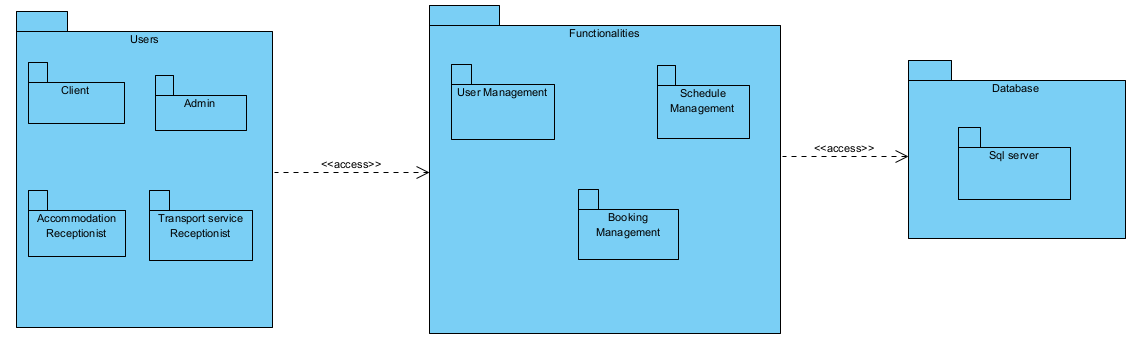 Users
Client
Admin
Accommodation
Receptionist
Transport service
Receptionist
<<access>>
Functionalities
User Management
Schedule
Management
Booking
Management
<<access>>
Database
Sql server